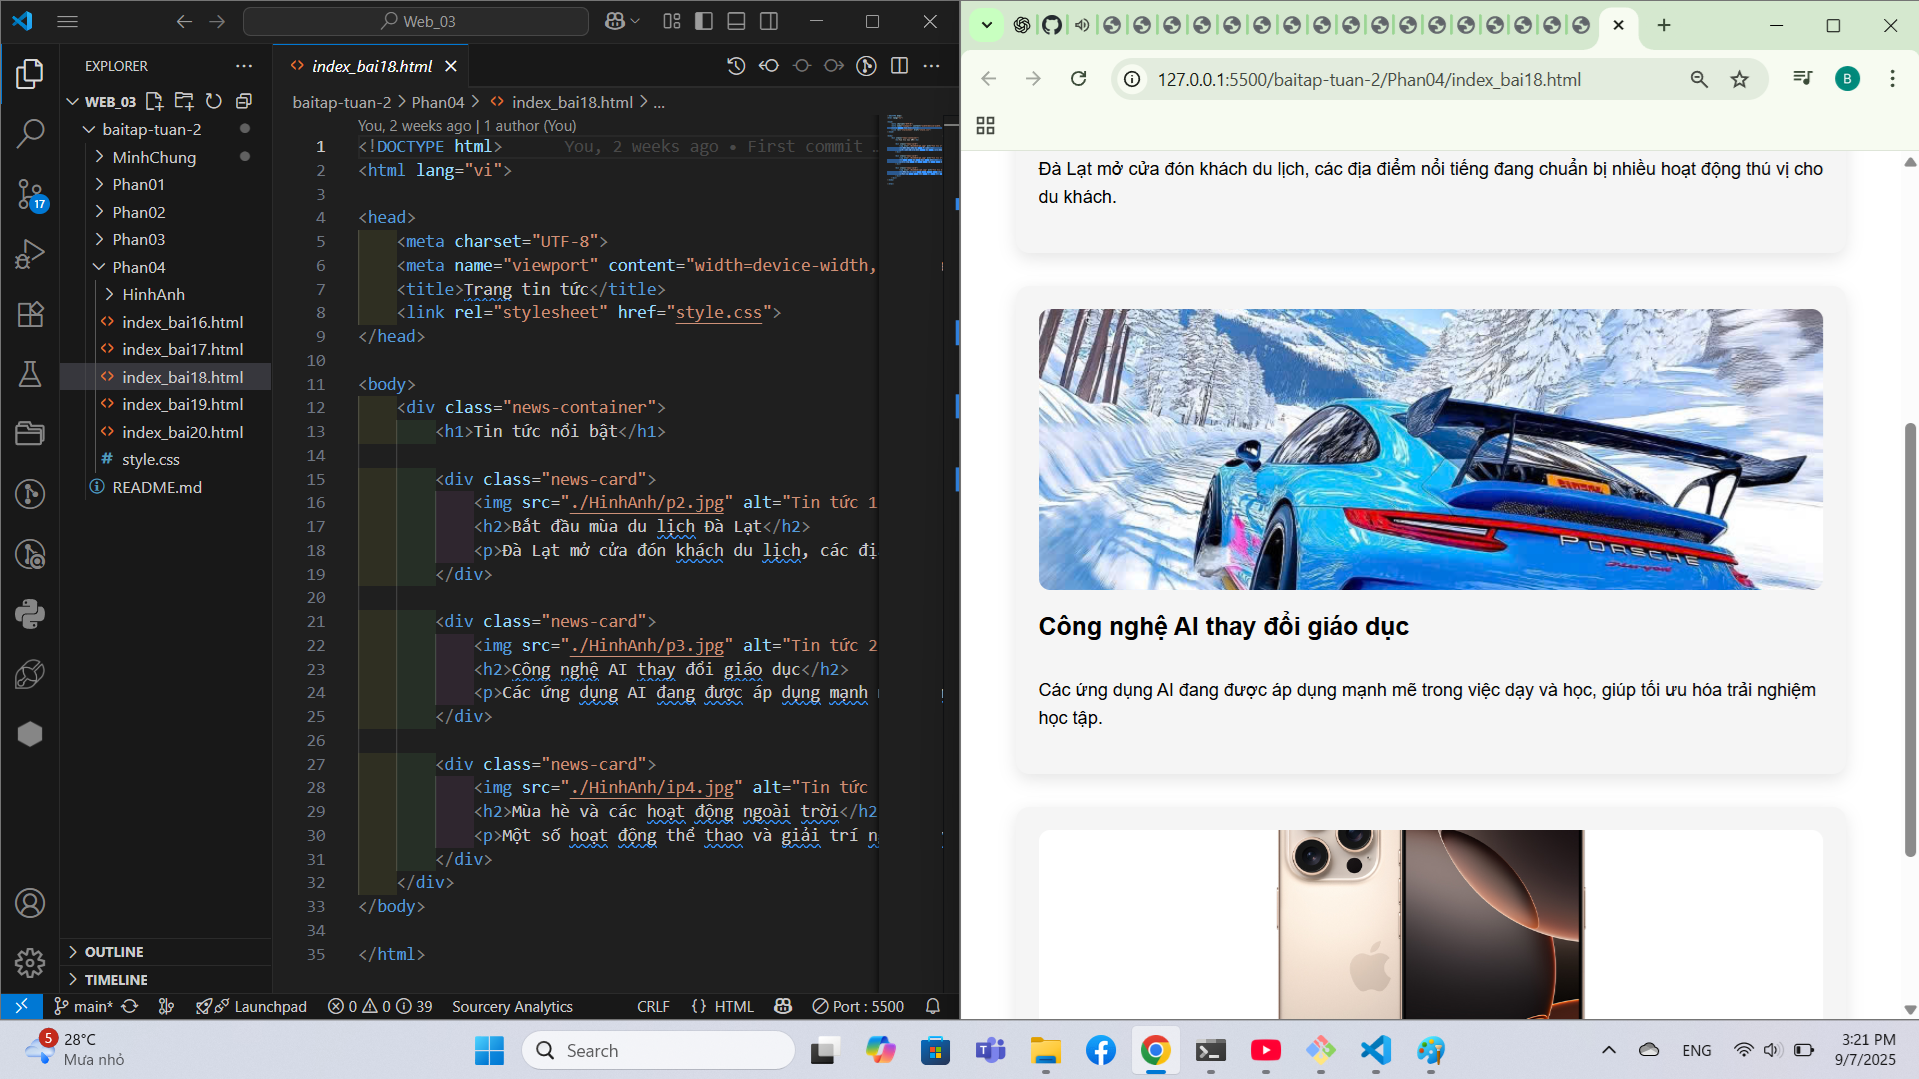 Web_03
EXPLORER
WEB_03
baitap-tuan-2
MinhChung
Phan01
Phan02
Phan03
Phan04
HinhAnh
index_bai16.html
index_bai17.html
index_bai18.html
index_bai19.html
index_bai20.html
style.css
README.md
OUTLINE
TIMELINE
17
index_bai18.html
baitap-tuan-2 > Phan04 > index_bai18.html > ...
You, 2 weeks ago | 1 author (You)
1 <!DOCTYPE html> You, 2 weeks ago • First commit …
2 <html lang="vi">
3
4 <head>
5 <meta charset="UTF-8">
6 <meta name="viewport" content="width=device-width,
7 <title>Trang tin tức</title>
8 <link rel="stylesheet" href="style.css">
9 </head>
10
11 <body>
12 <div class="news-container">
13 <h1>Tin tức nổi bật</h1>
14
15 <div class="news-card">
16 <img src="./HinhAnh/p2.jpg" alt="Tin tức 1
17 <h2>Bắt đầu mùa du lịch Đà Lạt</h2>
18 <p>Đà Lạt mở cửa đón khách du lịch, các đị
19 </div>
20
21 <div class="news-card">
22 <img src="./HinhAnh/p3.jpg" alt="Tin tức 2
23 <h2>Công nghệ AI thay đổi giáo dục</h2>
24 <p>Các ứng dụng AI đang được áp dụng mạnh
25 </div>
26
27 <div class="news-card">
28 <img src="./HinhAnh/ip4.jpg" alt="Tin tức
29 <h2>Mùa hè và các hoạt động ngoài trời</h2
30 <p>Một số hoạt động thể thao và giải trí n
31 </div>
32 </div>
33 </body>
34
35 </html>
main* Launchpad 0 0 39 Sourcery Analytics CRLF {} HTML Port : 5500
127.0.0.1:5500/baitap-tuan-2/Phan04/index_bai18.html
B
Đà Lạt mở cửa đón khách du lịch, các địa điểm nổi tiếng đang chuẩn bị nhiều hoạt động thú vị cho
du khách.
PORSCHE
Công nghệ AI thay đổi giáo dục
Các ứng dụng AI đang được áp dụng mạnh mẽ trong việc dạy và học, giúp tối ưu hóa trải nghiệm
học tập.
5
28°C
Mưa nhỏ
Search
ENG
3:21 PM
9/7/2025